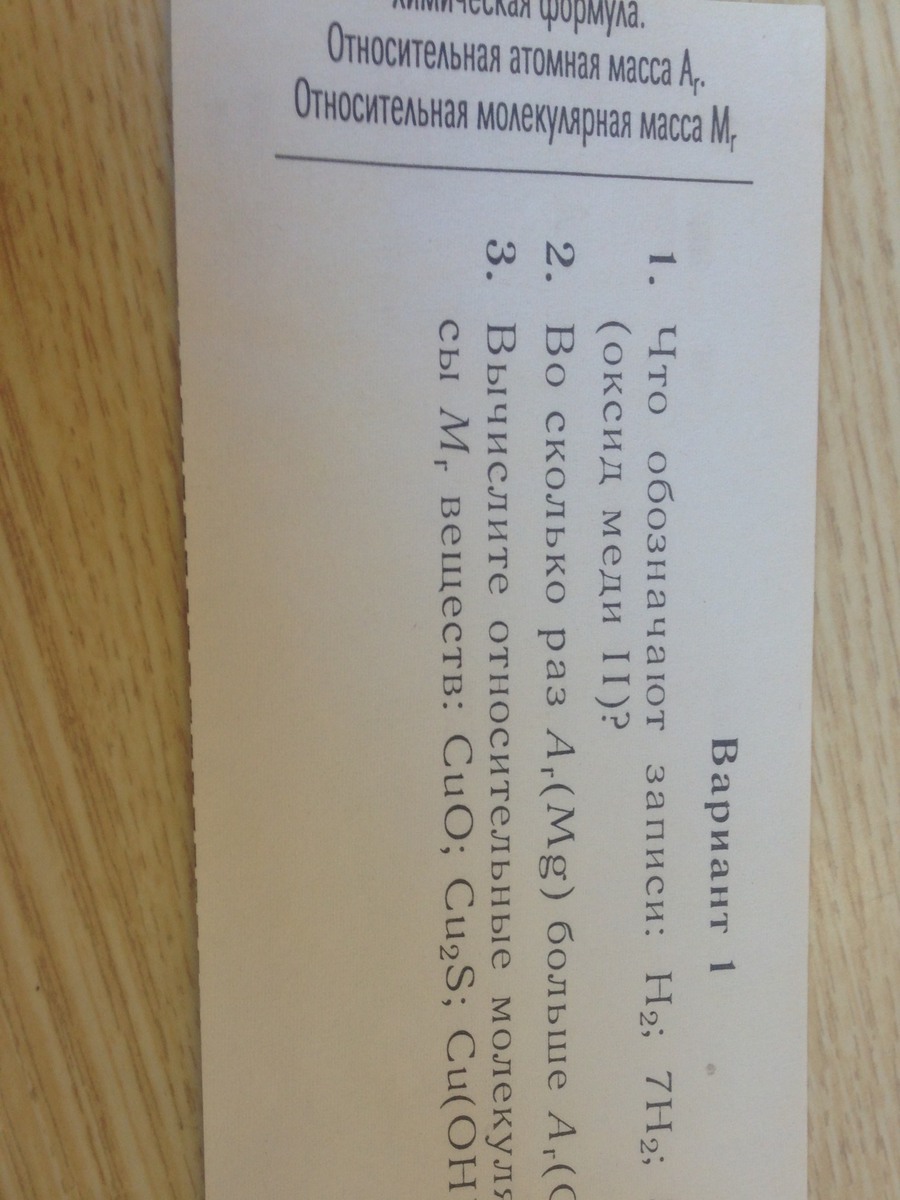 химическая формула.
Относительная атомная масса Aᵣ.
Относительная молекулярная масса Mᵣ
Вариант 1
1. Что обозначают записи: H₂; 7H₂;
(оксид меди II)?
2. Во сколько раз Aᵣ(Mg) больше Aᵣ(
3. Вычислите относительные молекуля
сы Mᵣ веществ: CuO; Cu₂S; Cu(OH